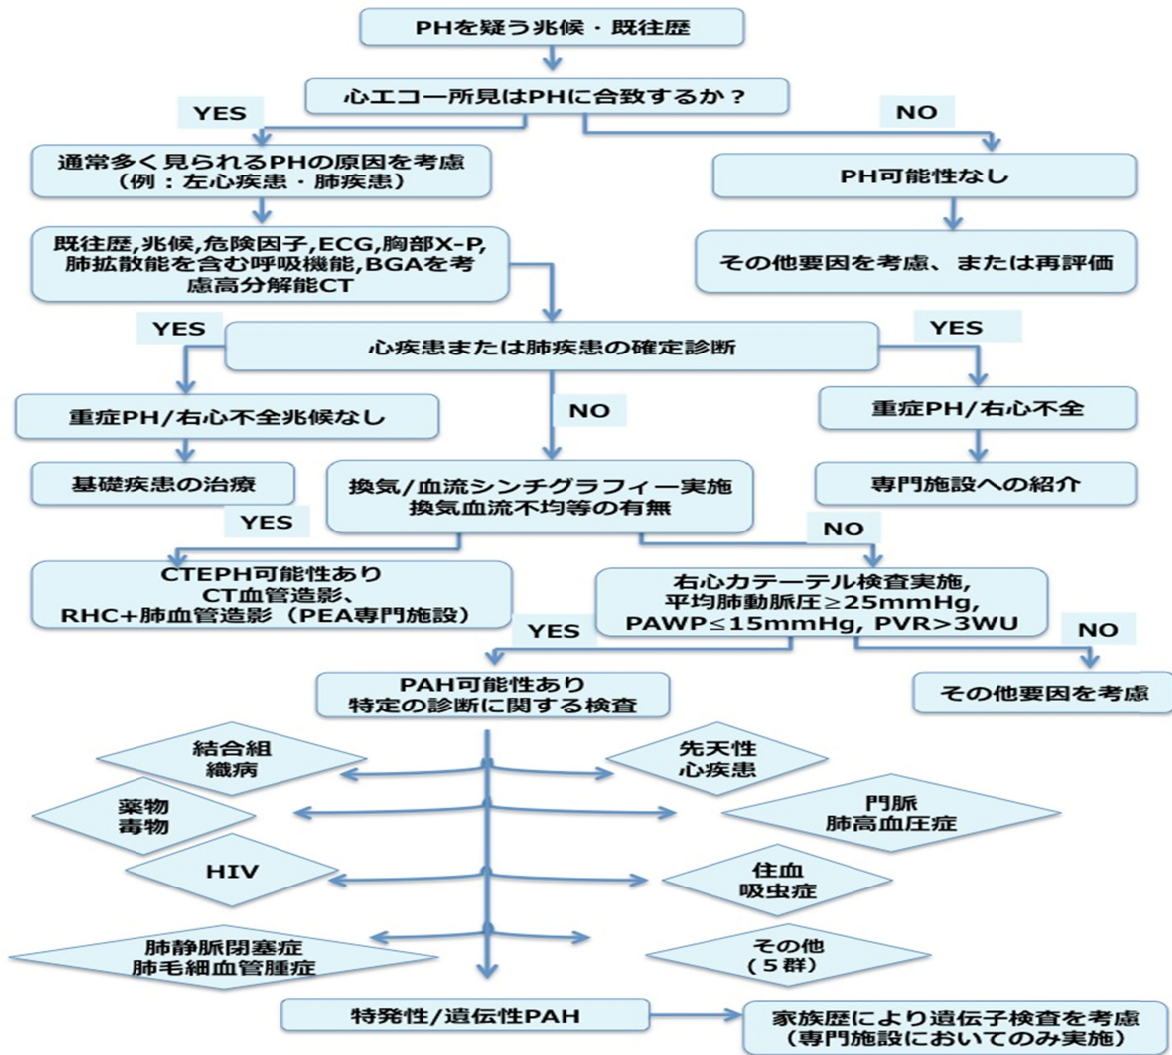 PHを疑う兆候・既往歴
心エコー所見はPHに合致するか？
YES
NO
通常多く見られるPHの原因を考慮
（例：左心疾患・肺疾患）
PH可能性なし
既往歴,兆候,危険因子,ECG,胸部X-P,
肺拡散能を含む呼吸機能,BGAを考
慮高分解能CT
その他要因を考慮、または再評価
YES
YES
心疾患または肺疾患の確定診断
重症PH/右心不全兆候なし
NO
重症PH/右心不全
基礎疾患の治療
換気/血流シンチグラフィー実施
換気血流不均等の有無
専門施設への紹介
YES
NO
CTEPH可能性あり
CT血管造影、
RHC+肺血管造影（PEA専門施設）
右心カテーテル検査実施,
平均肺動脈圧≥25mmHg,
PAWP≤15mmHg, PVR>3WU
YES
NO
PAH可能性あり
特定の診断に関する検査
その他要因を考慮
結合組
織病
先天性
心疾患
薬物
毒物
門脈
肺高血圧症
HIV
住血
吸虫症
肺静脈閉塞症
肺毛細血管腫症
その他
(５群)
特発性/遺伝性PAH
家族歴により遺伝子検査を考慮
（専門施設においてのみ実施）